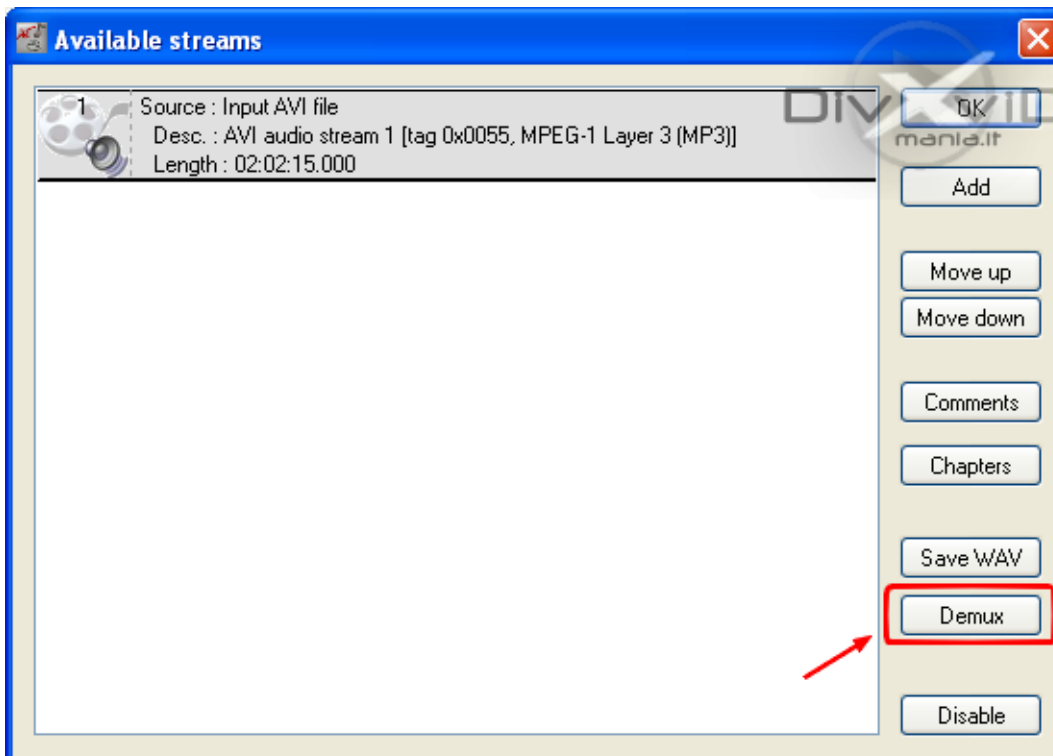 Available streams
1
Source : Input AVI file
Desc. : AVI audio stream 1 [tag 0x0055, MPEG-1 Layer 3 (MP3)]
Length : 02:02:15.000
DivXviD
mania.it
OK
Add
Move up
Move down
Comments
Chapters
Save WAV
Demux
Disable